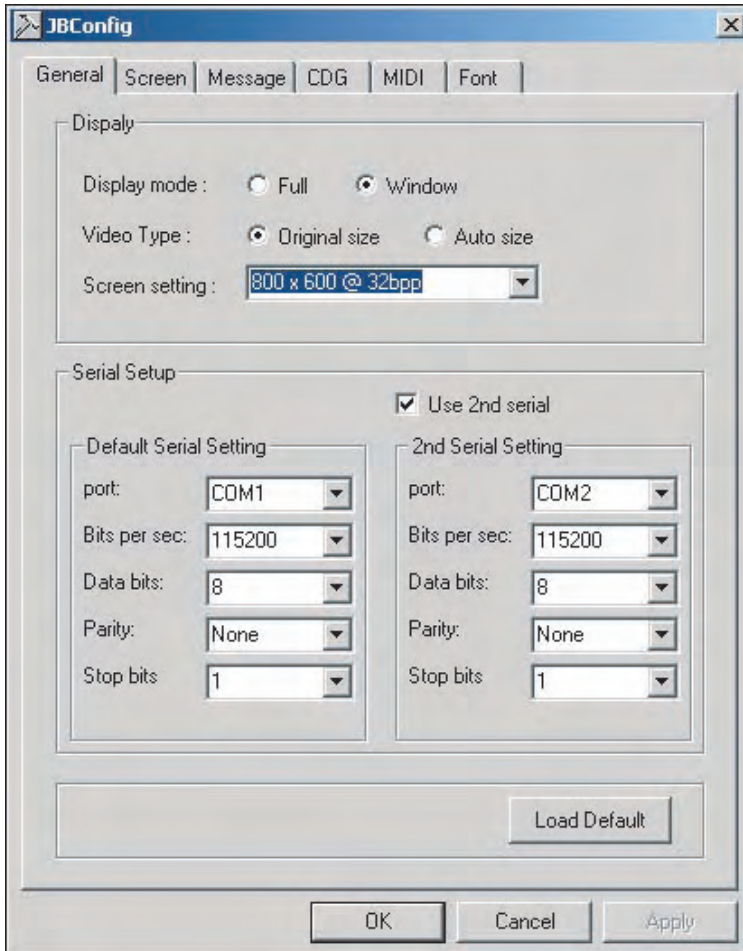 JBConfig
General Screen Message CDG MIDI Font
Dispaly
Display mode : Full Window
Video Type : Original size Auto size
Screen setting : 800 x 600 @ 32bpp
Serial Setup
Use 2nd serial
Default Serial Setting
port: COM1
Bits per sec: 115200
Data bits: 8
Parity: None
Stop bits 1
2nd Serial Setting
port: COM2
Bits per sec: 115200
Data bits: 8
Parity: None
Stop bits 1
Load Default
OK Cancel Apply